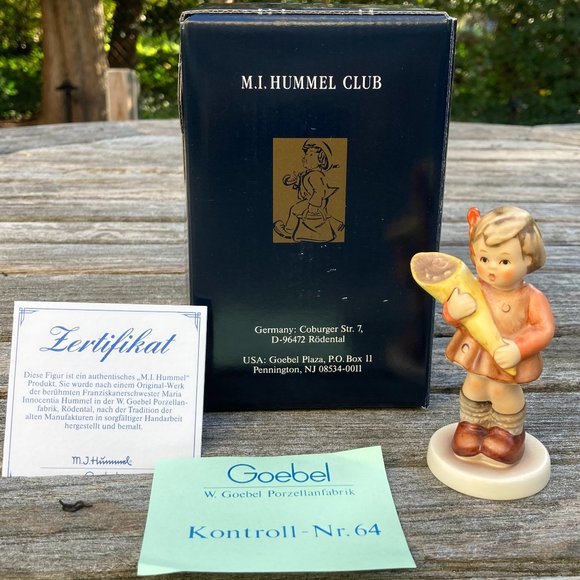 M.I. HUMMEL CLUB
Germany: Coburger Str. 7,
D-96472 Rödental
USA: Goebel Plaza, P.O. Box 11
Pennington, NJ 08534-0011
Zertifikat
Diese Figur ist ein authentisches „M.I. Hummel"
Produkt. Sie wurde nach einem Original-Werk
der berühmten Franziskanerschwester Maria
Innocentia Hummel in der W. Goebel Porzellan-
fabrik, Rödental, nach der Tradition der
alten Manufakturen in sorgfältiger Handarbeit
hergestellt und bemalt.
M.J. Hummel
Goebel
W. Goebel Porzellanfabrik
Kontroll-Nr. 64